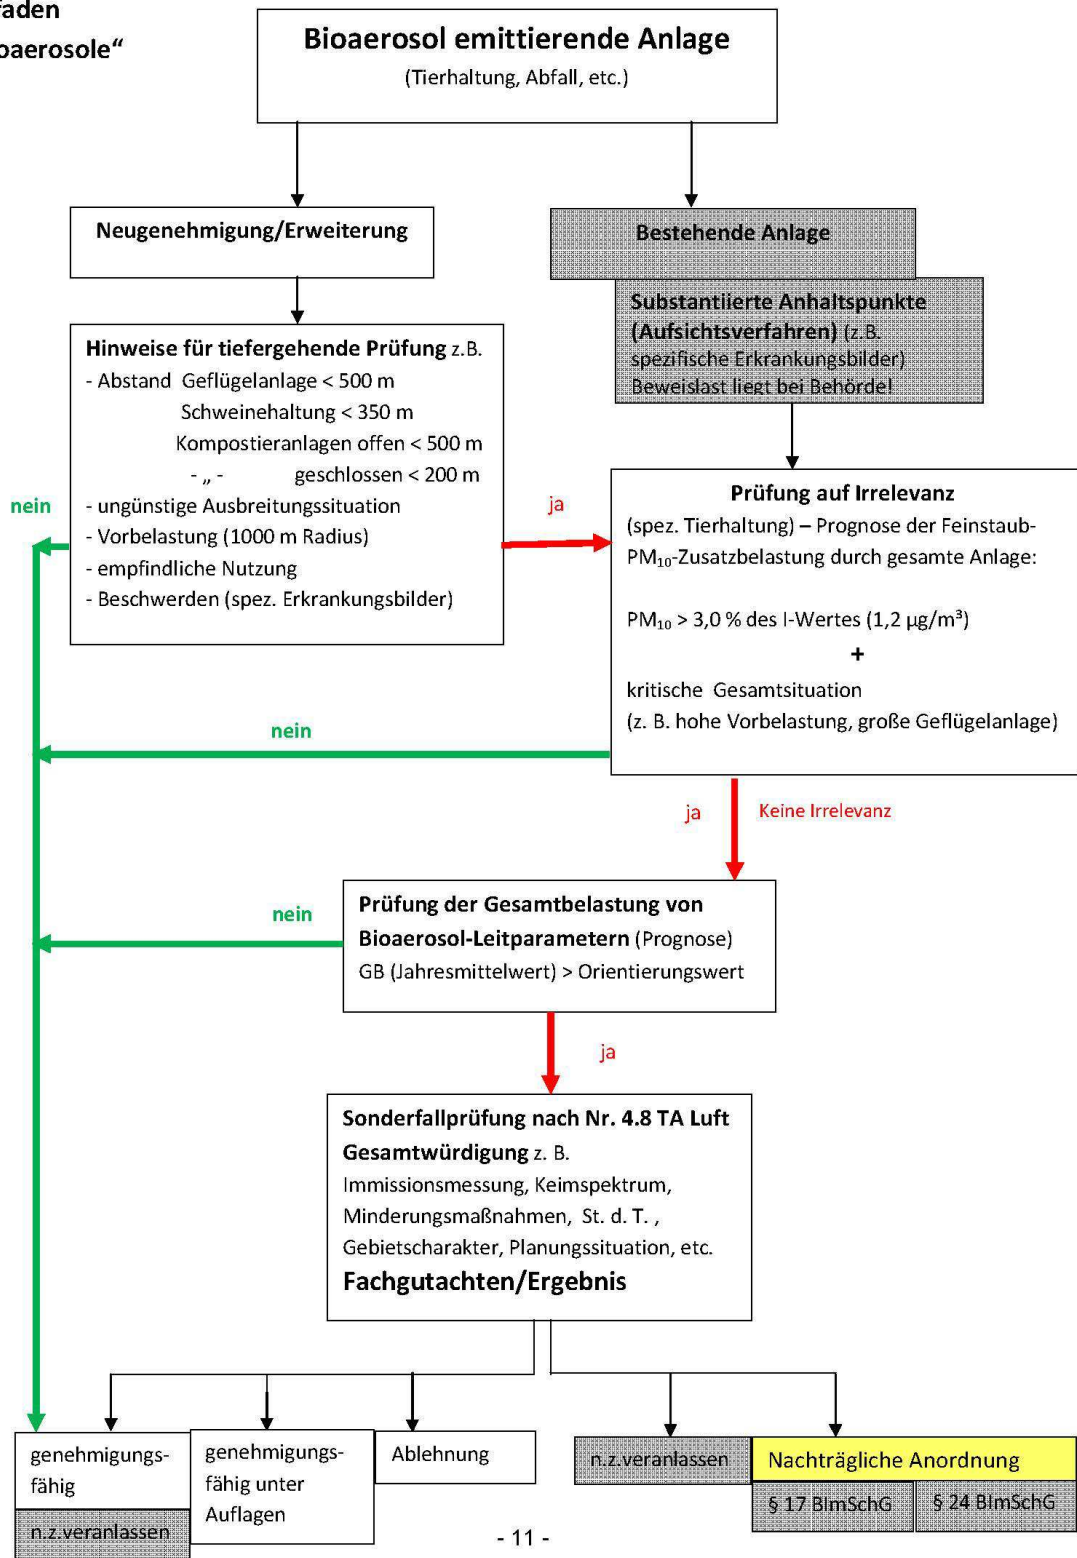 faden
oaerosole“
Bioaerosol emittierende Anlage
(Tierhaltung, Abfall, etc.)
Neugenehmigung/Erweiterung
Bestehende Anlage
Substantiierte Anhaltspunkte
(Aufsichtsverfahren) (z.B.
spezifische Erkrankungsbilder)
Beweislast liegt bei Behörde!
Hinweise für tiefergehende Prüfung z.B.
- Abstand Geflügelanlage < 500 m
Schweinehaltung < 350 m
Kompostieranlagen offen < 500 m
- „ - geschlossen < 200 m
- ungünstige Ausbreitungssituation
- Vorbelastung (1000 m Radius)
- empfindliche Nutzung
- Beschwerden (spez. Erkrankungsbilder)
nein
ja
Prüfung auf Irrelevanz
(spez. Tierhaltung) – Prognose der Feinstaub-
PM₁₀-Zusatzbelastung durch gesamte Anlage:
PM₁₀ > 3,0 % des I-Wertes (1,2 µg/m³)
+
kritische Gesamtsituation
(z. B. hohe Vorbelastung, große Geflügelanlage)
nein
ja
Keine Irrelevanz
nein
Prüfung der Gesamtbelastung von
Bioaerosol-Leitparametern (Prognose)
GB (Jahresmittelwert) > Orientierungswert
ja
Sonderfallprüfung nach Nr. 4.8 TA Luft
Gesamtwürdigung z. B.
Immissionsmessung, Keimspektrum,
Minderungsmaßnahmen, St. d. T. ,
Gebietscharakter, Planungssituation, etc.
Fachgutachten/Ergebnis
genehmigungs-
fähig
n.z.veranlassen
genehmigungs-
fähig unter
Auflagen
Ablehnung
n.z.veranlassen
Nachträgliche Anordnung
§ 17 BImSchG
§ 24 BImSchG
- 11 -